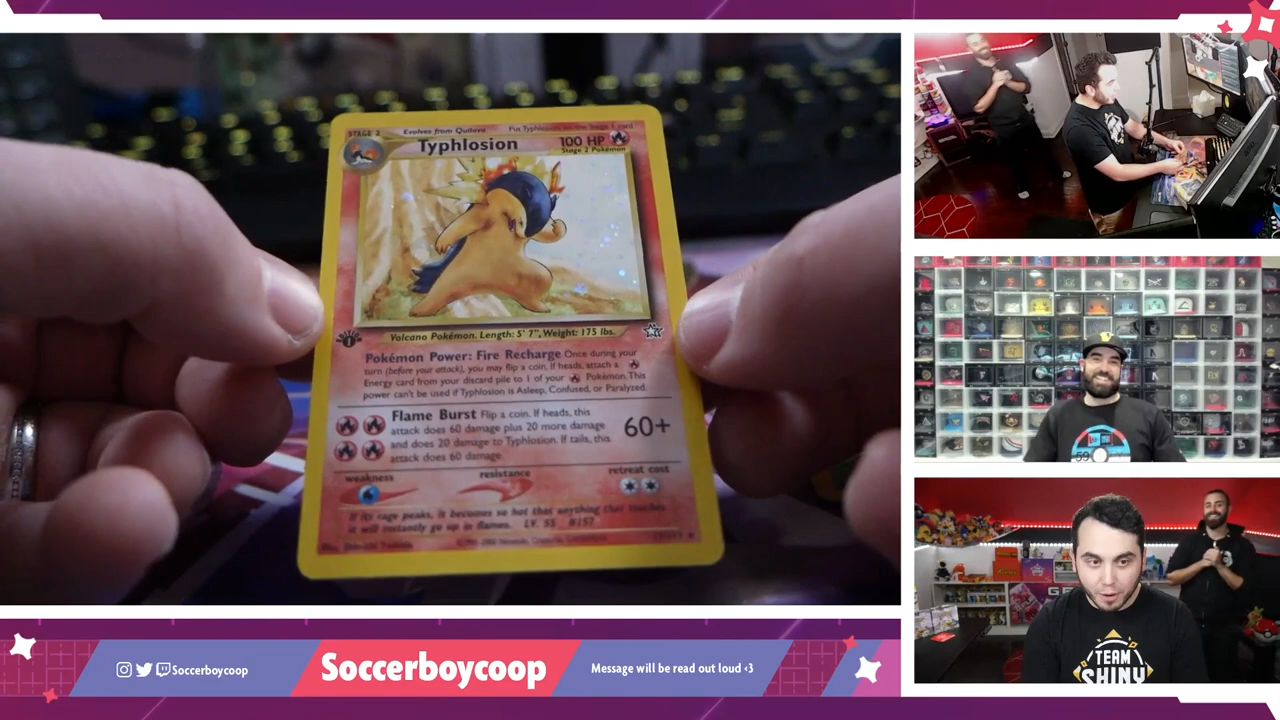 STAGE 2
Evolves from Quilava
Put Typhlosion on the Stage 1 card
Typhlosion
100 HP
Stage 2 Pokémon
Volcano Pokémon. Length: 5' 7", Weight: 175 lbs.
Pokémon Power: Fire Recharge Once during your
turn (before your attack), you may flip a coin. If heads, attach a
Energy card from your discard pile to 1 of your Pokémon. This
power can't be used if Typhlosion is Asleep, Confused, or Paralyzed.
Flame Burst Flip a coin. If heads, this
attack does 60 damage plus 20 more damage
and does 20 damage to Typhlosion. If tails, this
attack does 60 damage.
60+
weakness
resistance
retreat cost
If its rage peaks, it becomes so hot that anything that touches
it will instantly go up in flames. LV. 55 #157
Soccerboycoop
Soccerboycoop
Message will be read out loud <3
59
TEAM
SHINY